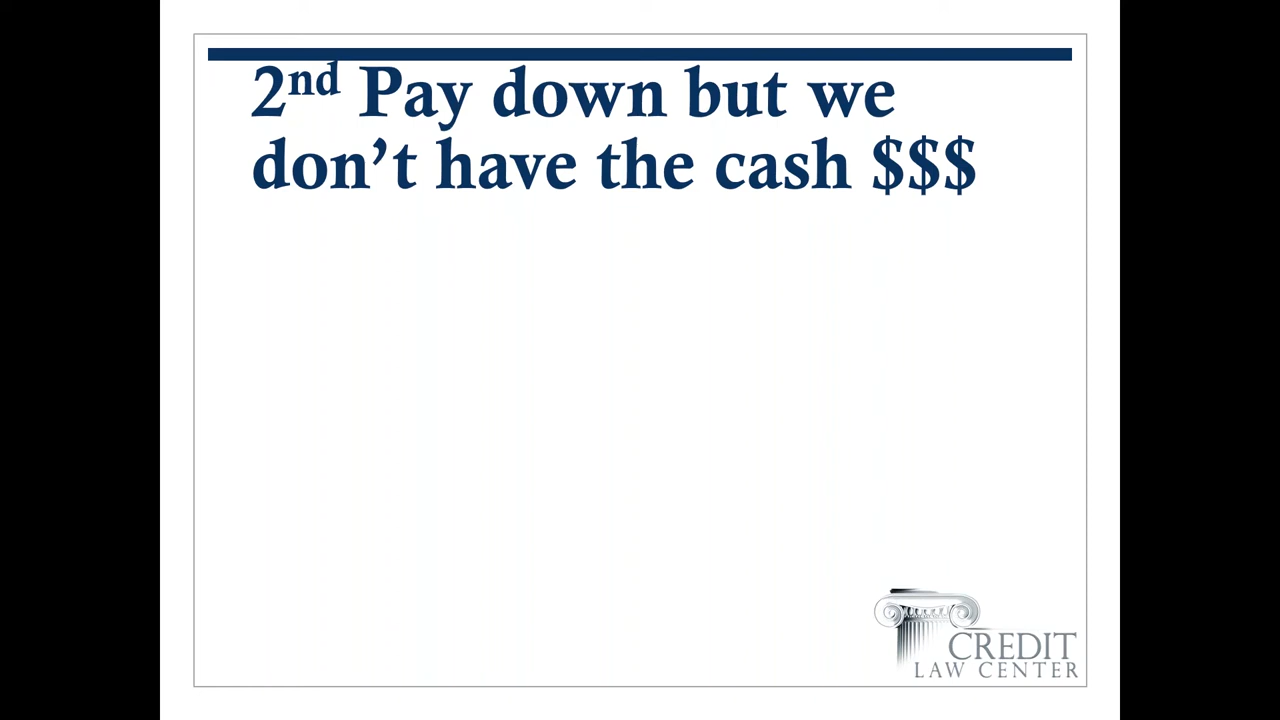 2nd Pay down but we
don’t have the cash $$$
CREDIT
LAW CENTER